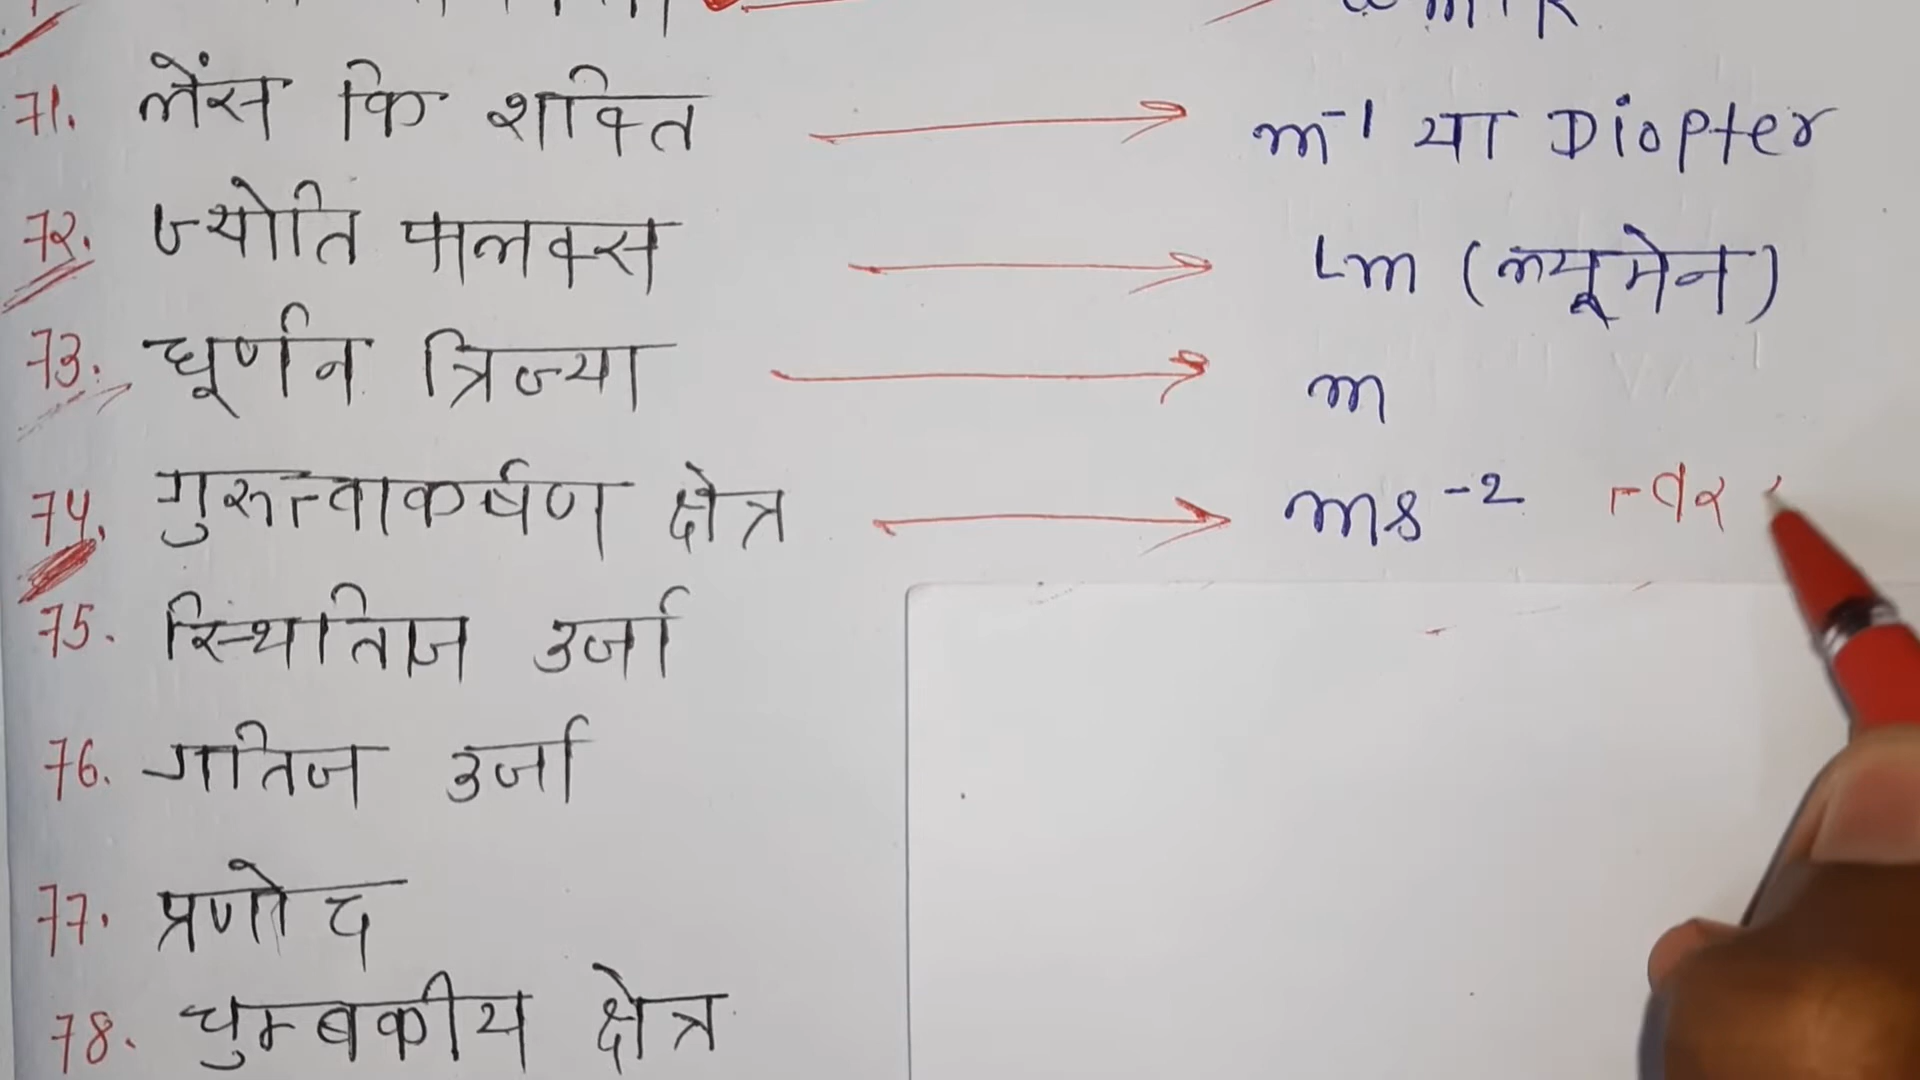 71. लेंस कि शक्ति m⁻¹ या Diopter
72. ज्योति फलक्स Lm (ल्यूमेन)
73. घूर्णन त्रिज्या m
74. गुरुत्वाकर्षण क्षेत्र ms⁻² त्वर
75. स्थितिज उर्जा
76. गतिज उर्जा
77. प्रणोद
78. चुम्बकीय क्षेत्र